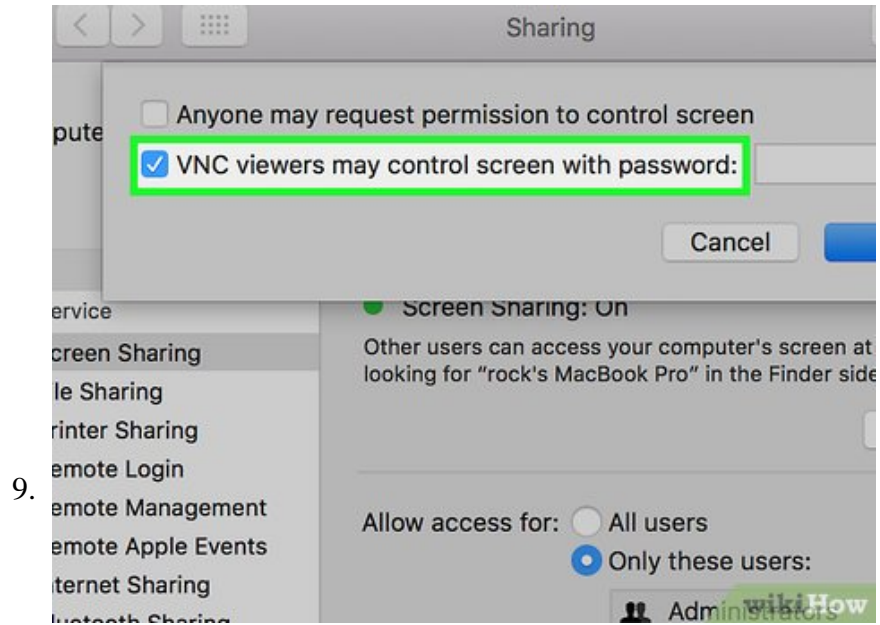 Sharing
Anyone may request permission to control screen
pute
VNC viewers may control screen with password:
Cancel
ervice
Screen Sharing: On
creen Sharing
Other users can access your computer's screen at
looking for “rock's MacBook Pro” in the Finder side
le Sharing
rinter Sharing
emote Login
9.
emote Management
Allow access for: All users
emote Apple Events
Only these users:
ternet Sharing
Administrators
wikiHow
luetooth Sharing